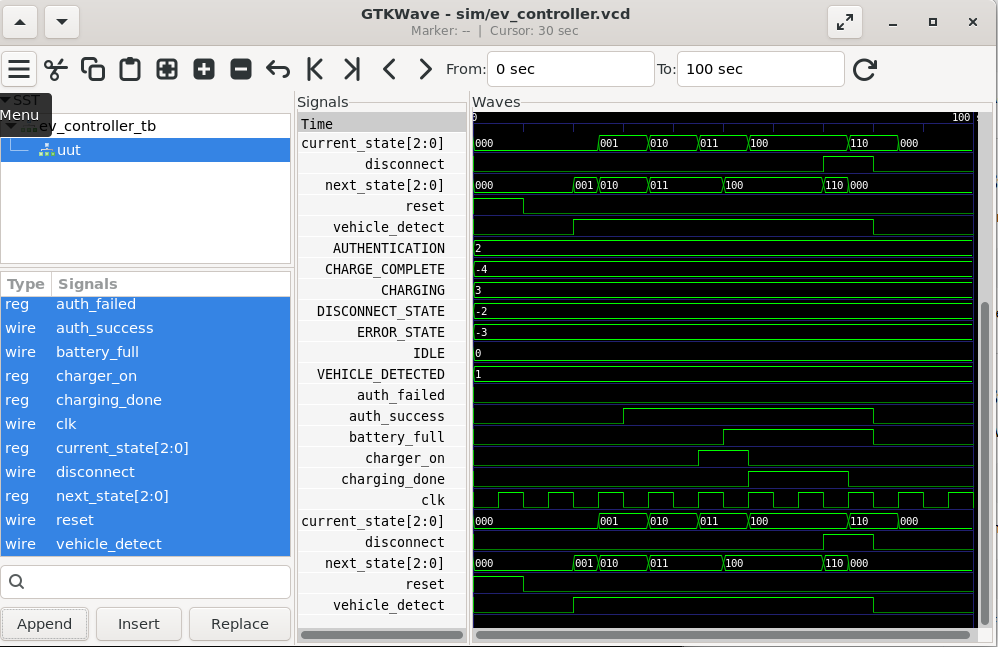 GTKWave - sim/ev_controller.vcd
Marker: -- | Cursor: 30 sec
From: 0 sec To: 100 sec
SST
Menu
ev_controller_tb
uut
Type Signals
reg auth_failed
wire auth_success
wire battery_full
reg charger_on
reg charging_done
wire clk
reg current_state[2:0]
wire disconnect
reg next_state[2:0]
wire reset
wire vehicle_detect
Append Insert Replace
Signals Waves
Time 0 100 s
current_state[2:0] 000 001 010 011 100 110 000
disconnect
next_state[2:0] 000 001 010 011 100 110 000
reset
vehicle_detect
AUTHENTICATION 2
CHARGE_COMPLETE -4
CHARGING 3
DISCONNECT_STATE -2
ERROR_STATE -3
IDLE 0
VEHICLE_DETECTED 1
auth_failed
auth_success
battery_full
charger_on
charging_done
clk
current_state[2:0] 000 001 010 011 100 110 000
disconnect
next_state[2:0] 000 001 010 011 100 110 000
reset
vehicle_detect